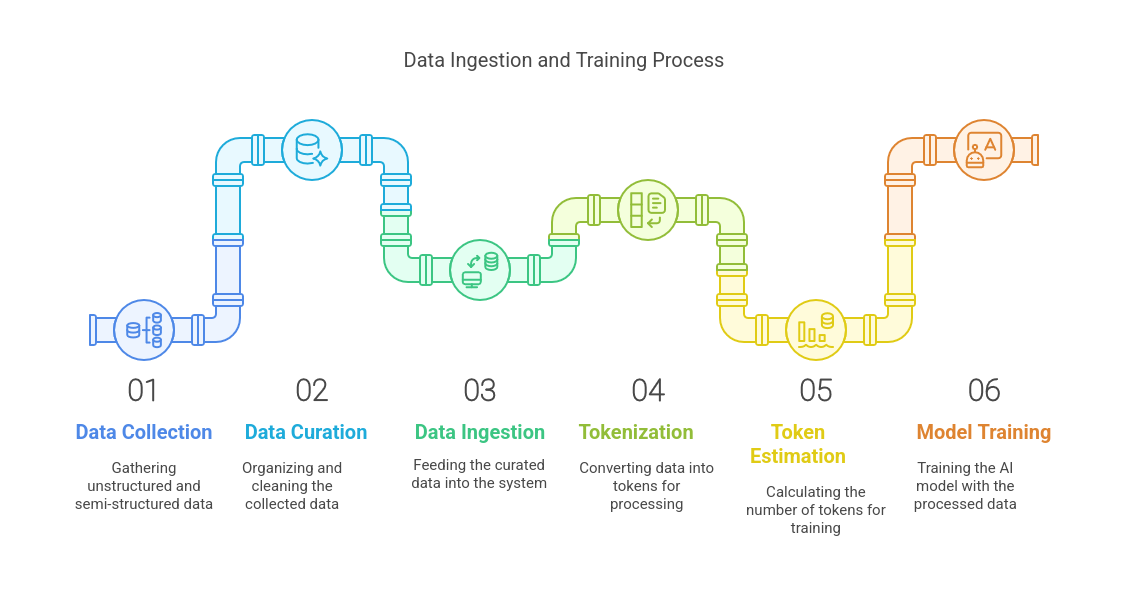 Data Ingestion and Training Process
A
01
Data Collection
Gathering
unstructured and
semi-structured data
02
Data Curation
Organizing and
cleaning the
collected data
03
Data Ingestion
Feeding the curated
data into the system
04
Tokenization
Converting data into
tokens for
processing
05
Token
Estimation
Calculating the
number of tokens for
training
06
Model Training
Training the AI
model with the
processed data